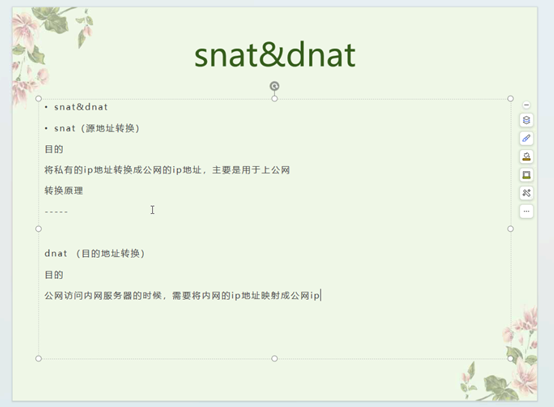 snat&dnat
• snat&dnat
• snat（源地址转换）
目的
将私有的ip地址转换成公网的ip地址，主要是用于上公网
转换原理
-----
dnat （目的地址转换）
目的
公网访问内网服务器的时候，需要将内网的ip地址映射成公网ip